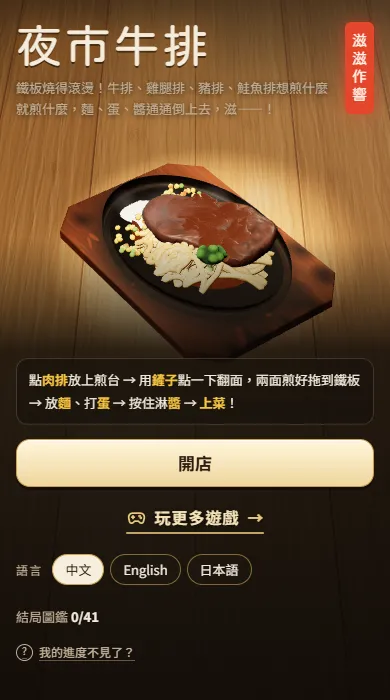 夜市牛排
滋滋作響
鐵板燒得滾燙！牛排、雞腿排、豬排、鮭魚排想煎什麼
就煎什麼，麵、蛋、醬通通倒上去，滋——！
點肉排放上煎台 → 用鏟子點一下翻面，兩面煎好拖到鐵板
→ 放麵、打蛋 → 按住淋醬 → 上菜！
開店
玩更多遊戲 →
語言 中文 English 日本語
結局圖鑑 0/41
? 我的進度不見了？